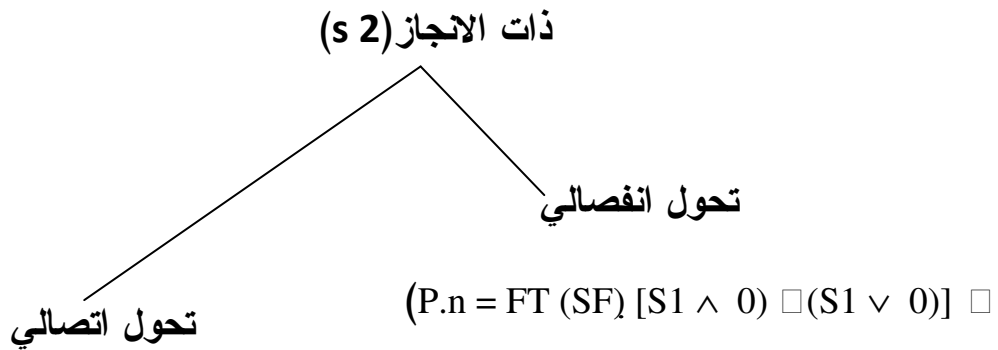 ذات الانجاز(s 2)
تحول انفصالي
(P.n = FT (SF) [S1 ∧ 0) □(S1 ∨ 0)] □
تحول اتصالي